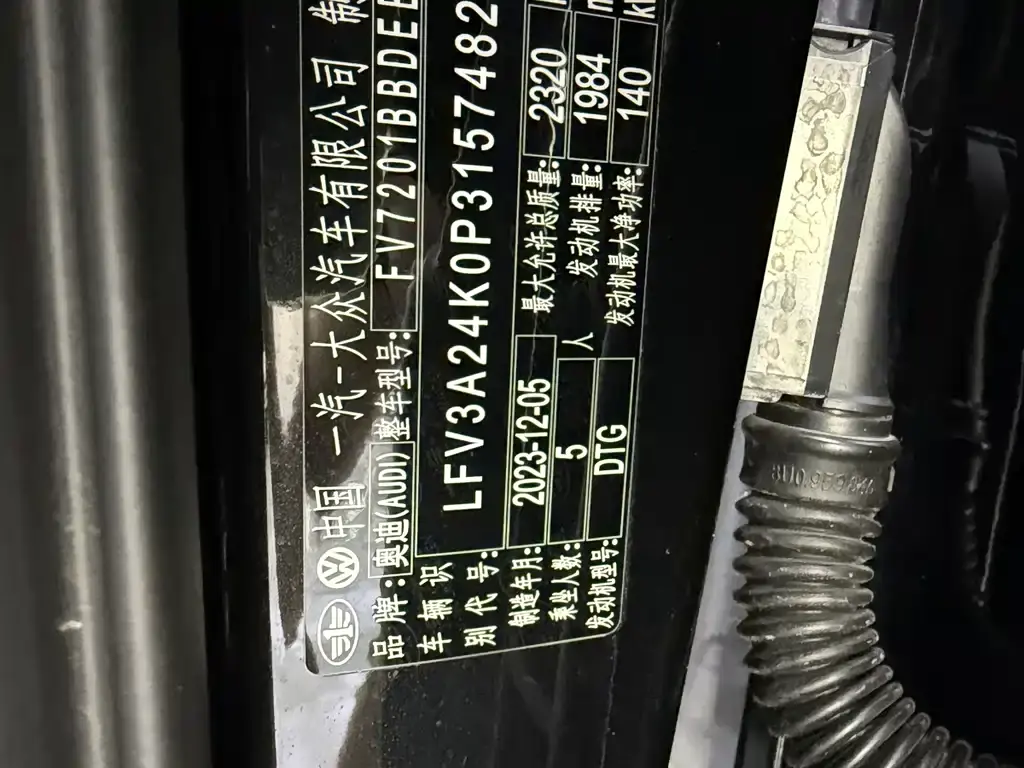 中国 一汽-大众汽车有限公司 制
品牌: 奥迪(AUDI) 整车型号: FV7201BBDEE
车辆识别代号: LFV3A24K0P3157482
制造年月: 2023-12-05 最大允许总质量: 2320
乘坐人数: 5 人 发动机排量: 1984
发动机型号: DTG 发动机最大净功率: 140